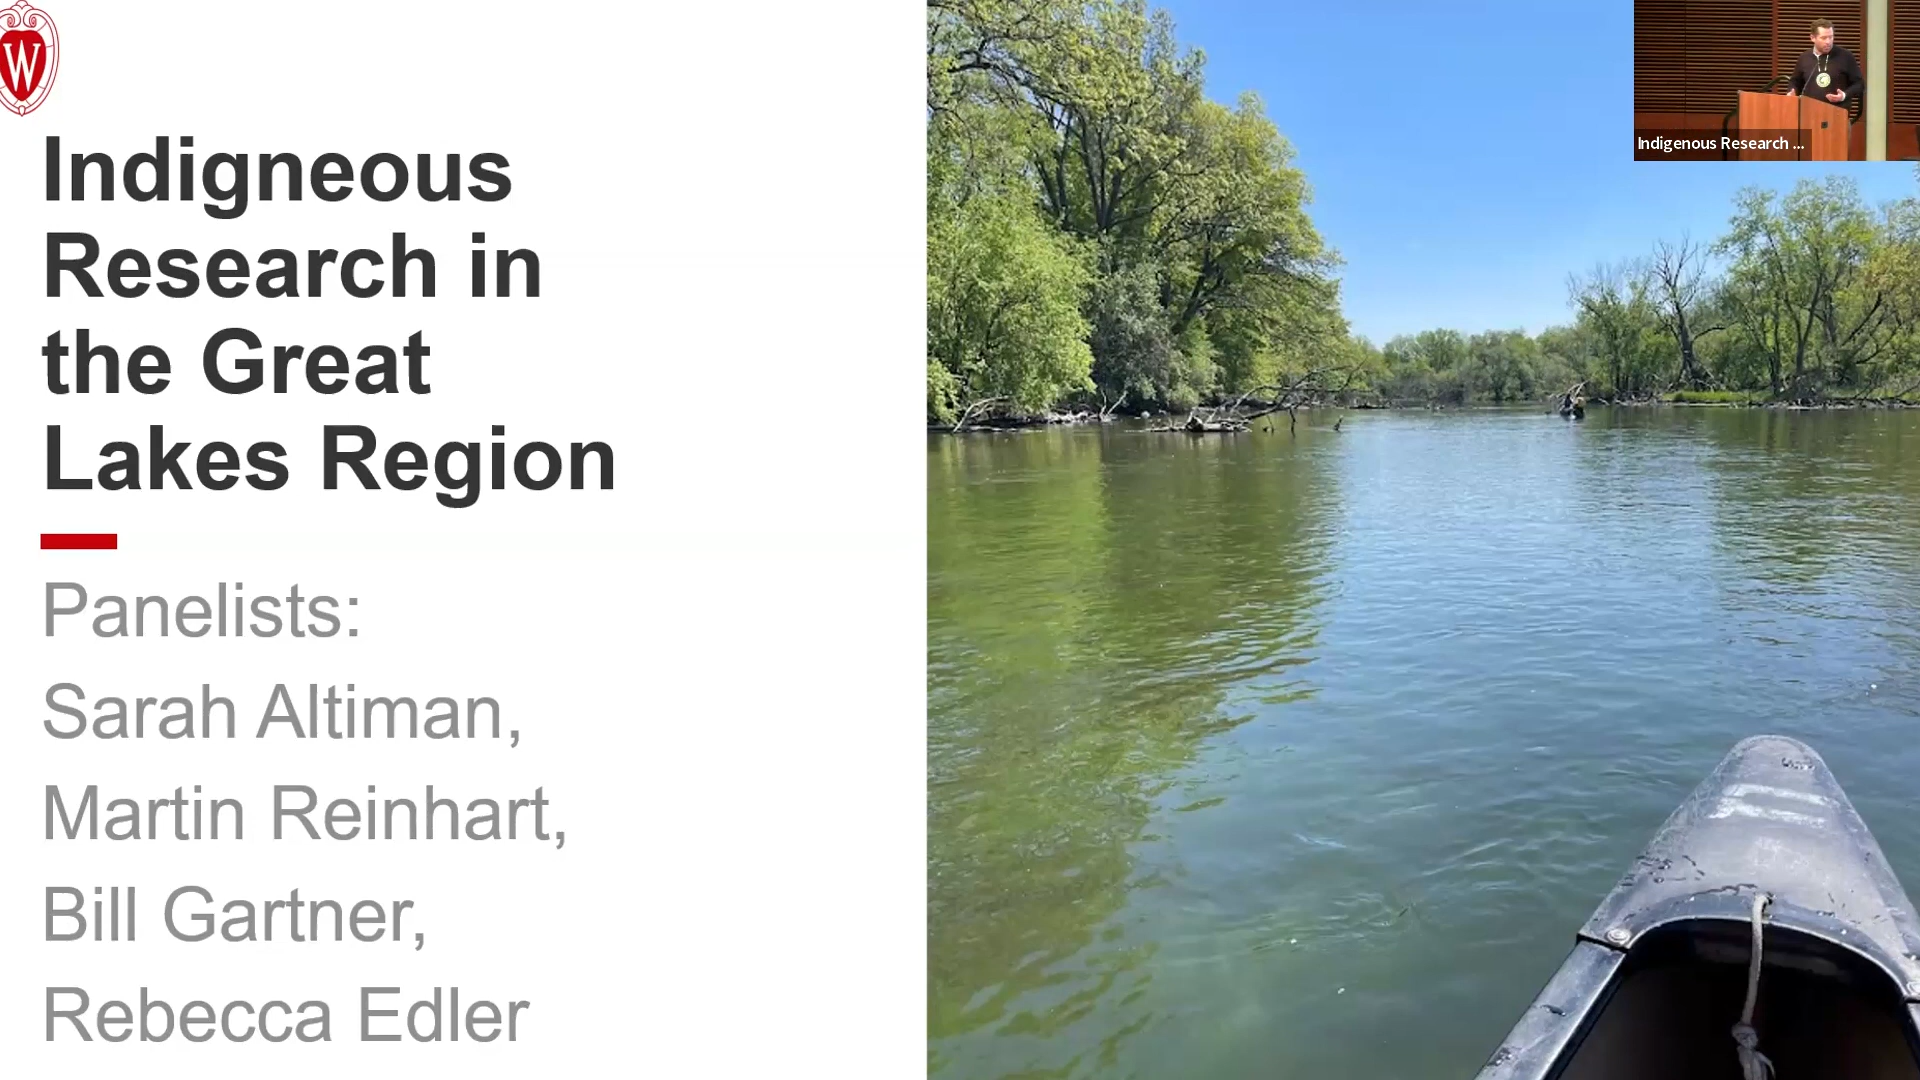 W
Indigneous
Research in
the Great
Lakes Region
Panelists:
Sarah Altiman,
Martin Reinhart,
Bill Gartner,
Rebecca Edler
Indigenous Research ...